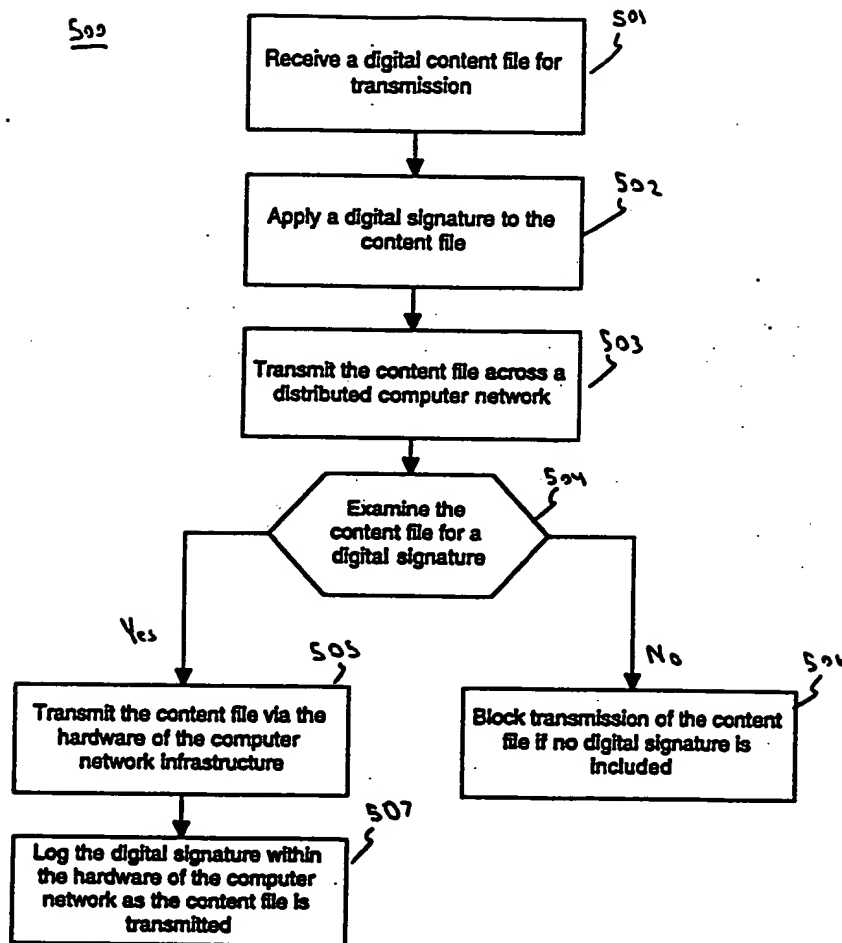 500
501
Receive a digital content file for
transmission
502
Apply a digital signature to the
content file
503
Transmit the content file across a
distributed computer network
504
Examine the
content file for a
digital signature
Yes
No
505
Transmit the content file via the
hardware of the computer
network infrastructure
Block transmission of the content
file if no digital signature is
included
507
Log the digital signature within
the hardware of the computer
network as the content file is
transmitted